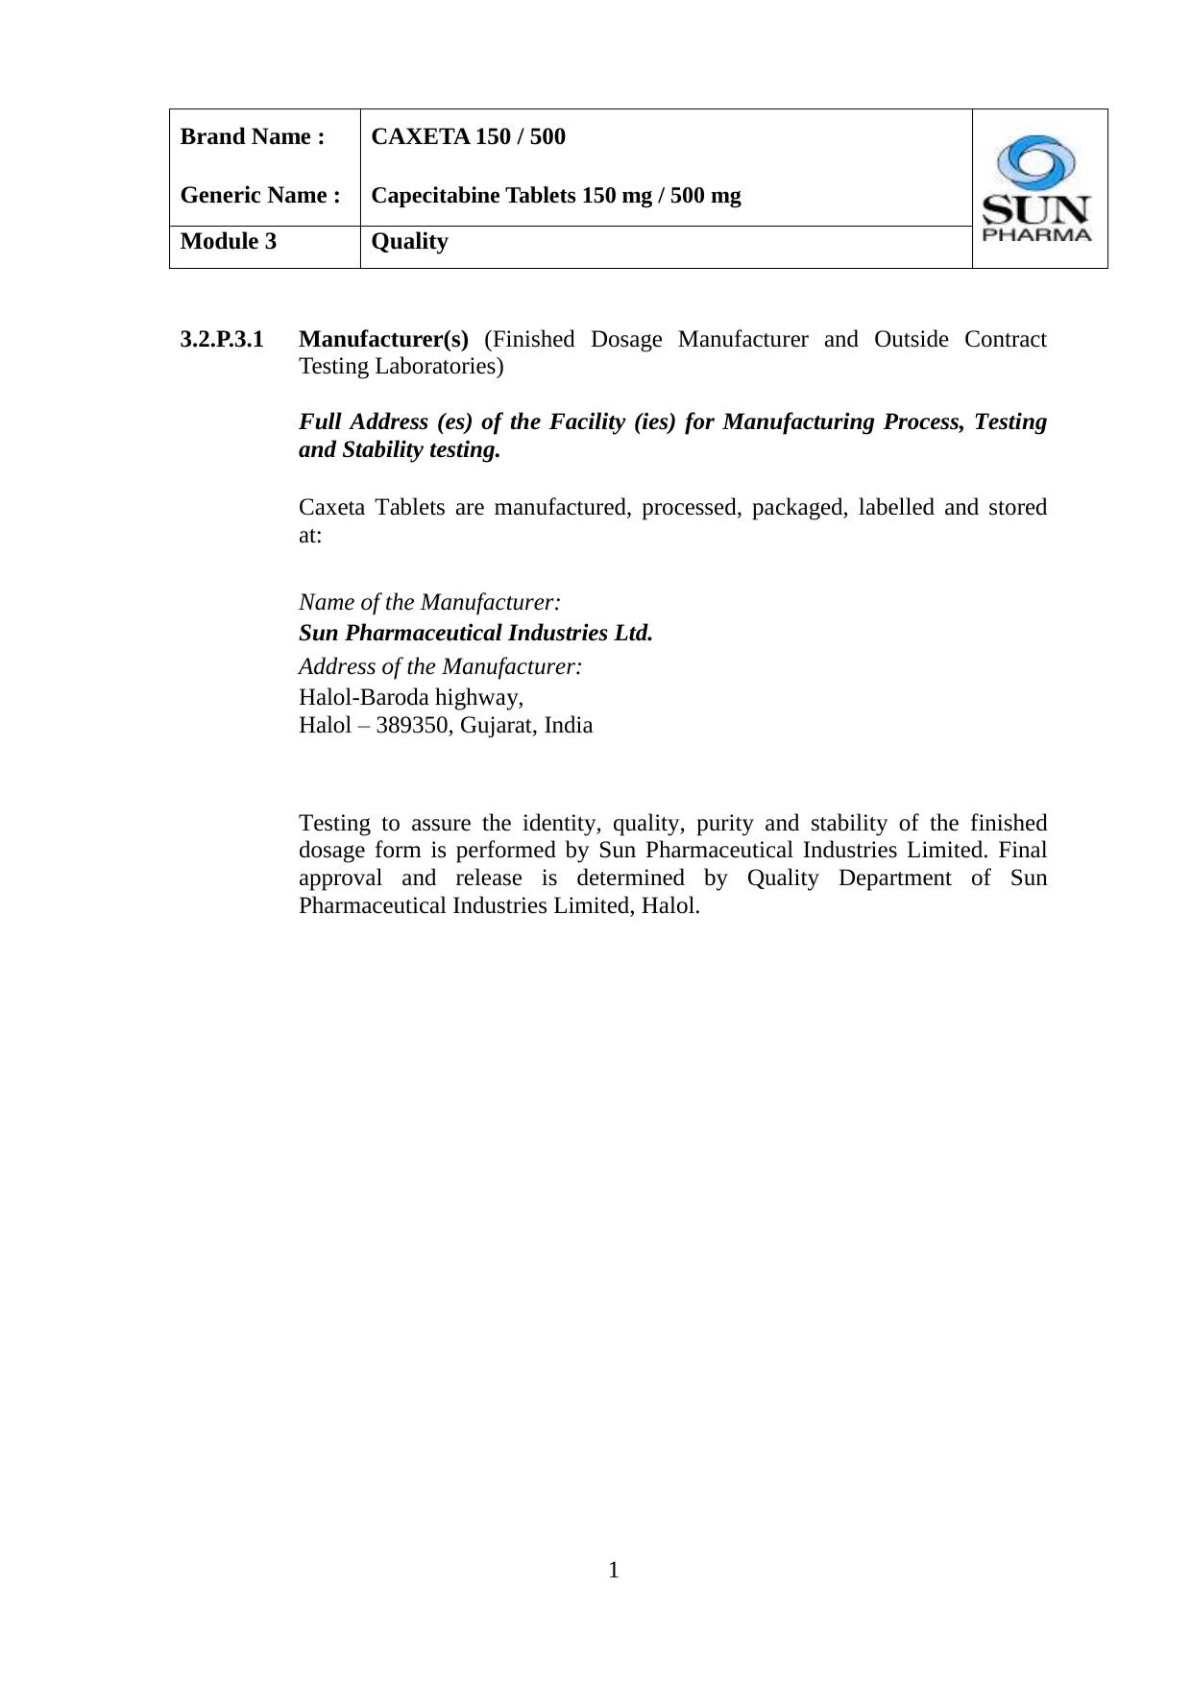 Brand Name : CAXETA 150 / 500
Generic Name : Capecitabine Tablets 150 mg / 500 mg
Module 3 Quality
SUN
PHARMA
3.2.P.3.1 Manufacturer(s) (Finished Dosage Manufacturer and Outside Contract
Testing Laboratories)
Full Address (es) of the Facility (ies) for Manufacturing Process, Testing
and Stability testing.
Caxeta Tablets are manufactured, processed, packaged, labelled and stored
at:
Name of the Manufacturer:
Sun Pharmaceutical Industries Ltd.
Address of the Manufacturer:
Halol-Baroda highway,
Halol – 389350, Gujarat, India
Testing to assure the identity, quality, purity and stability of the finished
dosage form is performed by Sun Pharmaceutical Industries Limited. Final
approval and release is determined by Quality Department of Sun
Pharmaceutical Industries Limited, Halol.
1